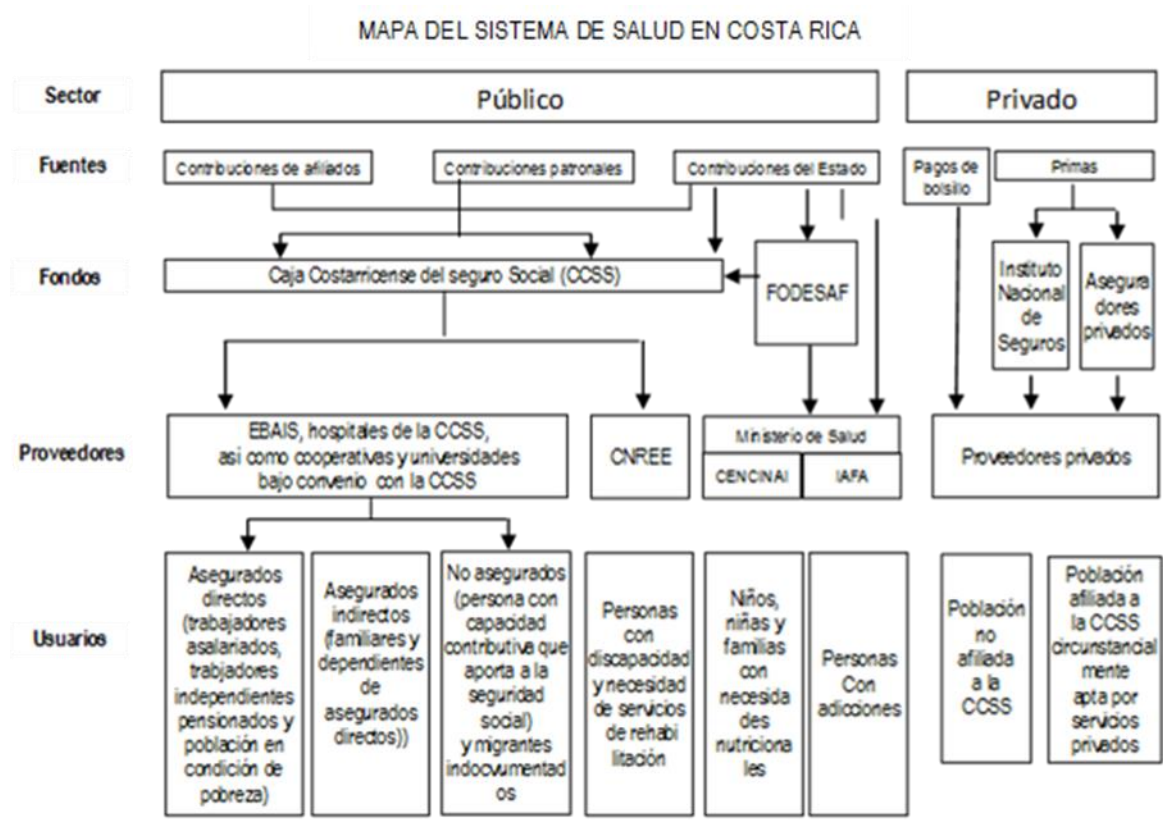 MAPA DEL SISTEMA DE SALUD EN COSTA RICA
Sector
Público
Privado
Fuentes
Contribuciones de afiliados
Contribuciones patronales
Contribuciones del Estado
Pagos de
bolsillo
Primas
Fondos
Caja Costarricense del seguro Social (CCSS)
FODESAF
Instituto
Nacional
de
Seguros
Asegura
dores
privados
Proveedores
EBAIS, hospitales de la CCSS,
asi como cooperativas y universidades
bajo convenio con la CCSS
CNREE
Ministerio de Salud
CENCINAI
IAFA
Proveedores privados
Usuarios
Asegurados
directos
(trabajadores
asalariados,
trabjadores
independientes
pensionados y
población en
condición de
pobreza)
Asegurados
indirectos
(familiares y
dependientes
de
asegurados
directos))
No asegurados
(persona con
capacidad
contributiva que
aporta a la
seguridad
social)
y migrantes
indocvumentad
os
Personas
con
discapacidad
y necesidad
de servicios
de rehabi
litación
Niños,
niñas y
familias con
necesida
des
nutriciona
les
Personas
Con
adicciones
Población
no
afiliada
a la
CCSS
Población
afiliada a
la CCSS
circunstancial
mente
apta por
servicios
privados